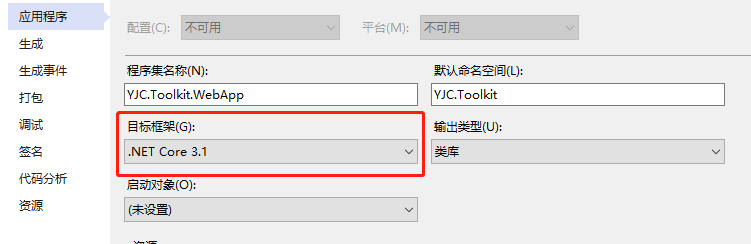 应用程序
生成
生成事件
打包
调试
签名
代码分析
资源
配置(C): 不可用 平台(M): 不可用
程序集名称(N): 默认命名空间(L):
YJC.Toolkit.WebApp YJC.Toolkit
目标框架(G): 输出类型(U):
.NET Core 3.1 类库
启动对象(O):
(未设置)
资源